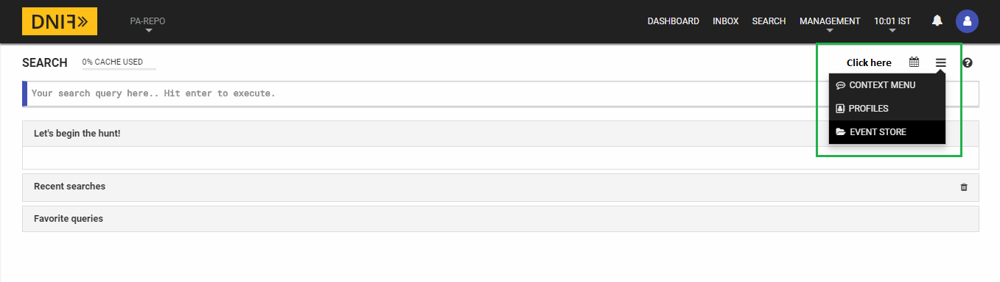 DNIF»
PA-REPO
DASHBOARD INBOX SEARCH MANAGEMENT 10:01 IST
SEARCH 0% CACHE USED
Click here
Your search query here.. Hit enter to execute.
CONTEXT MENU
PROFILES
EVENT STORE
Let's begin the hunt!
Recent searches
Favorite queries